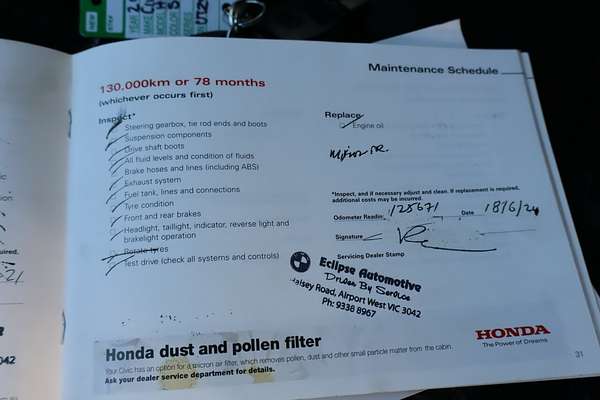 NEW
Maintenance Schedule
130,000km or 78 months
(whichever occurs first)
Inspect*
Steering gearbox, tie rod ends and boots
Suspension components
Drive shaft boots
All fluid levels and condition of fluids
Brake hoses and lines (including ABS)
Exhaust system
Fuel tank, lines and connections
Tyre condition
Front and rear brakes
Headlight, taillight, indicator, reverse light and
brakelight operation
Rotate tyres
Test drive (check all systems and controls)
Replace
Engine oil
*Inspect, and if necessary adjust and clean. If replacement is required,
additional costs may be incurred.
Odometer Reading 125671 Date 18/6/24
Signature
Servicing Dealer Stamp
Eclipse Automotive
Driven By Service
Halsey Road, Airport West VIC 3042
Ph: 9338 8967
Honda dust and pollen filter
Your Civic has an option for a micron air filter, which removes pollen, dust and other small particle matter from the cabin.
Ask your dealer service department for details.
HONDA
The Power of Dreams
31